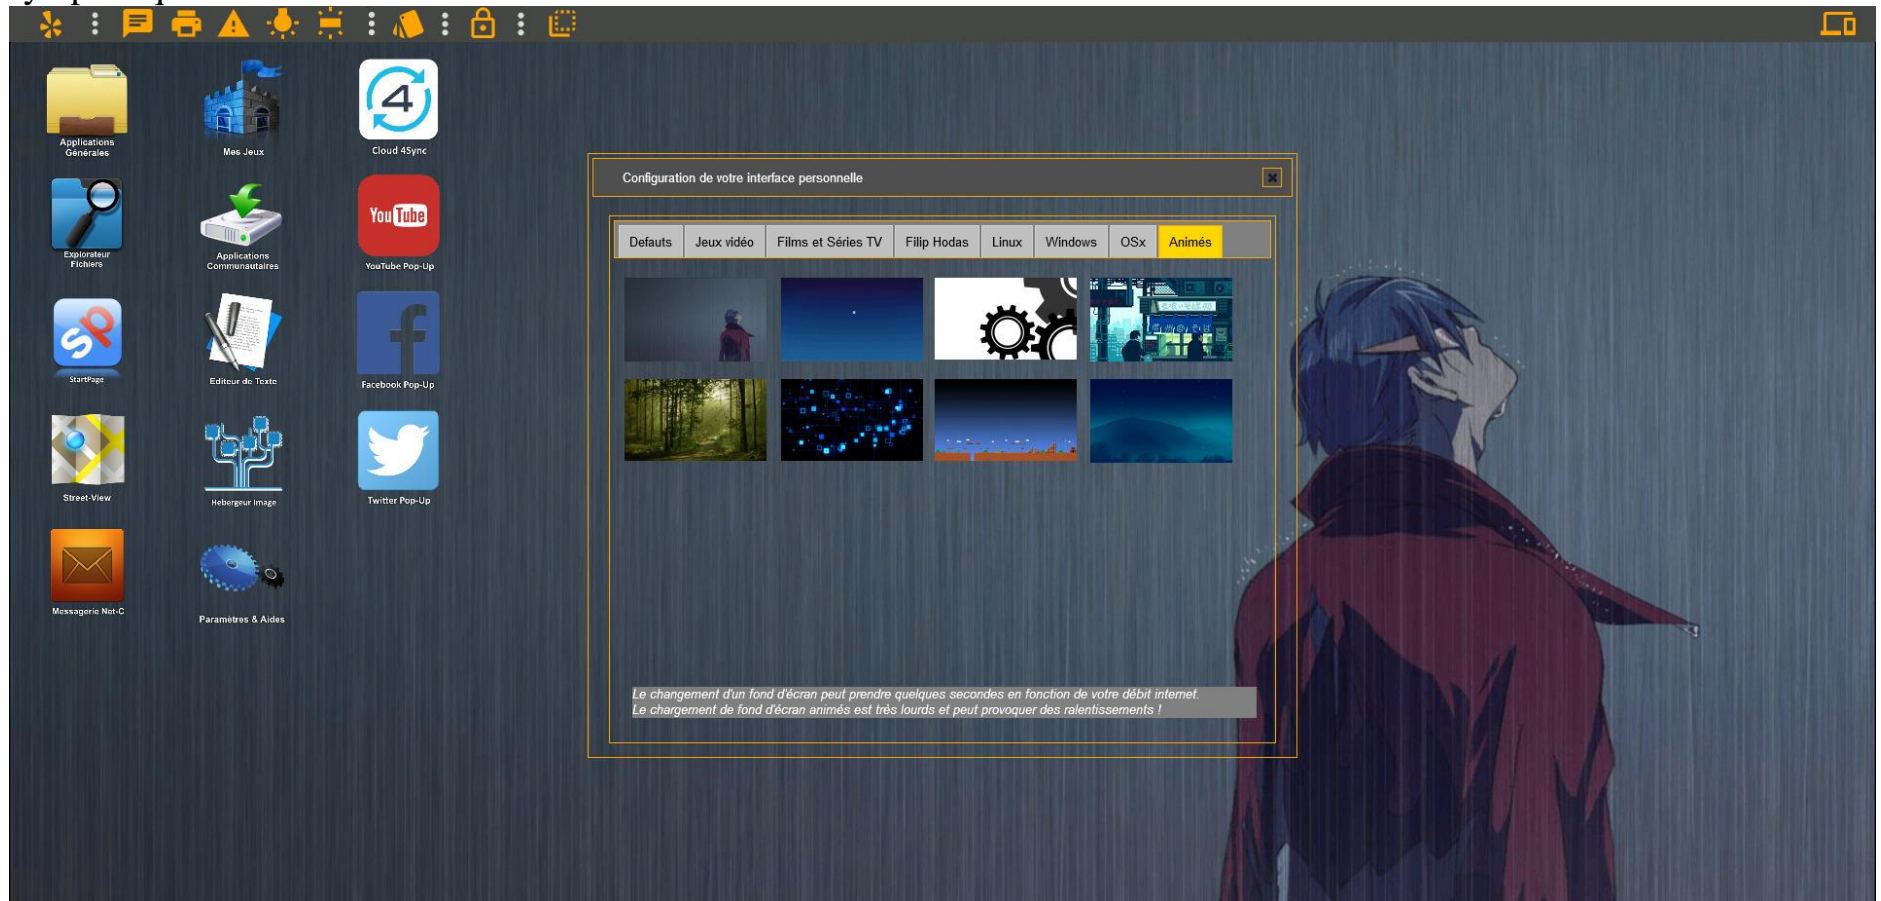 Applications
Générales
Mes Jeux
4
Cloud 4Sync
Explorateur
Fichiers
Applications
Communautaires
You Tube
YouTube Pop-Up
sp
StartPage
Editeur de Texte
f
Facebook Pop-Up
Street-View
Hebergeur Image
Twitter Pop-Up
Messagerie Net-C
Paramètres & Aides
Configuration de votre interface personnelle
Defauts Jeux vidéo Films et Séries TV Filip Hodas Linux Windows OSx Animés
Le changement d'un fond d'écran peut prendre quelques secondes en fonction de votre débit internet.
Le chargement de fond d'écran animés est très lourds et peut provoquer des ralentissements !